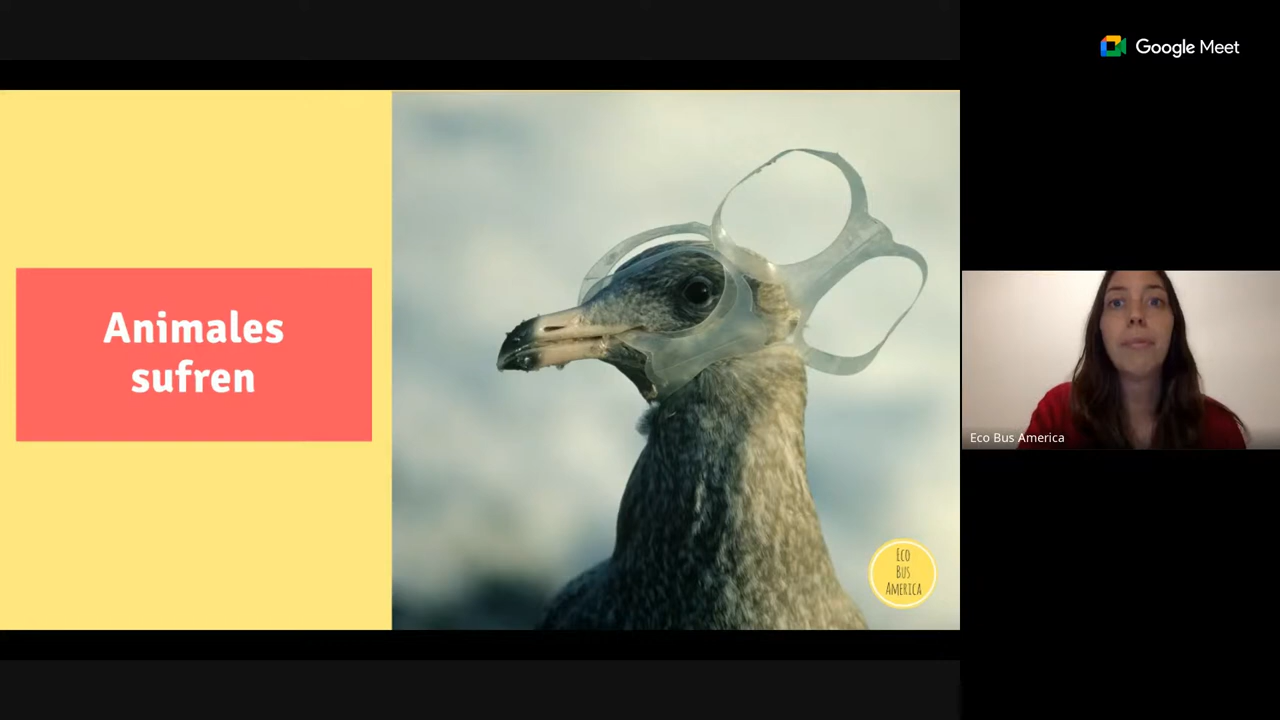 Google Meet
Animales
sufren
Eco Bus America
ECO
BUS
AMERICA